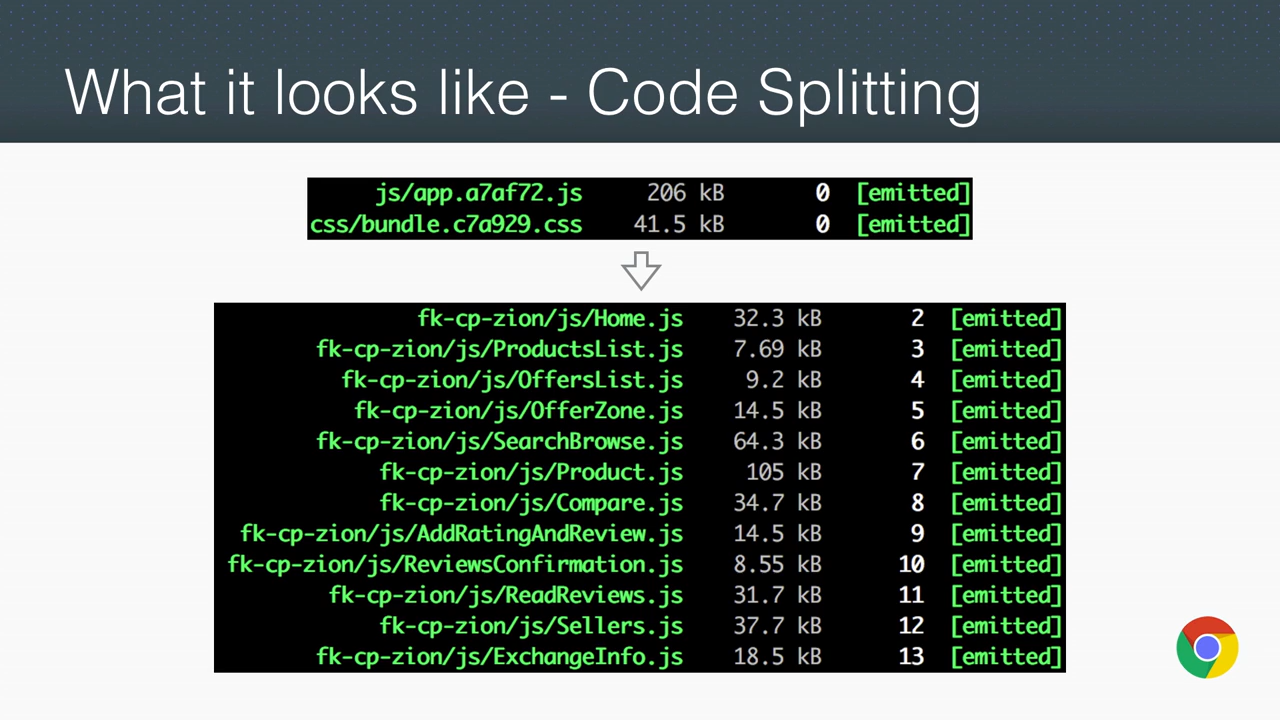 What it looks like - Code Splitting
js/app.a7af72.js 206 kB 0 [emitted]
css/bundle.c7a929.css 41.5 kB 0 [emitted]
fk-cp-zion/js/Home.js 32.3 kB 2 [emitted]
fk-cp-zion/js/ProductsList.js 7.69 kB 3 [emitted]
fk-cp-zion/js/OffersList.js 9.2 kB 4 [emitted]
fk-cp-zion/js/OfferZone.js 14.5 kB 5 [emitted]
fk-cp-zion/js/SearchBrowse.js 64.3 kB 6 [emitted]
fk-cp-zion/js/Product.js 105 kB 7 [emitted]
fk-cp-zion/js/Compare.js 34.7 kB 8 [emitted]
fk-cp-zion/js/AddRatingAndReview.js 14.5 kB 9 [emitted]
fk-cp-zion/js/ReviewsConfirmation.js 8.55 kB 10 [emitted]
fk-cp-zion/js/ReadReviews.js 31.7 kB 11 [emitted]
fk-cp-zion/js/Sellers.js 37.7 kB 12 [emitted]
fk-cp-zion/js/ExchangeInfo.js 18.5 kB 13 [emitted]